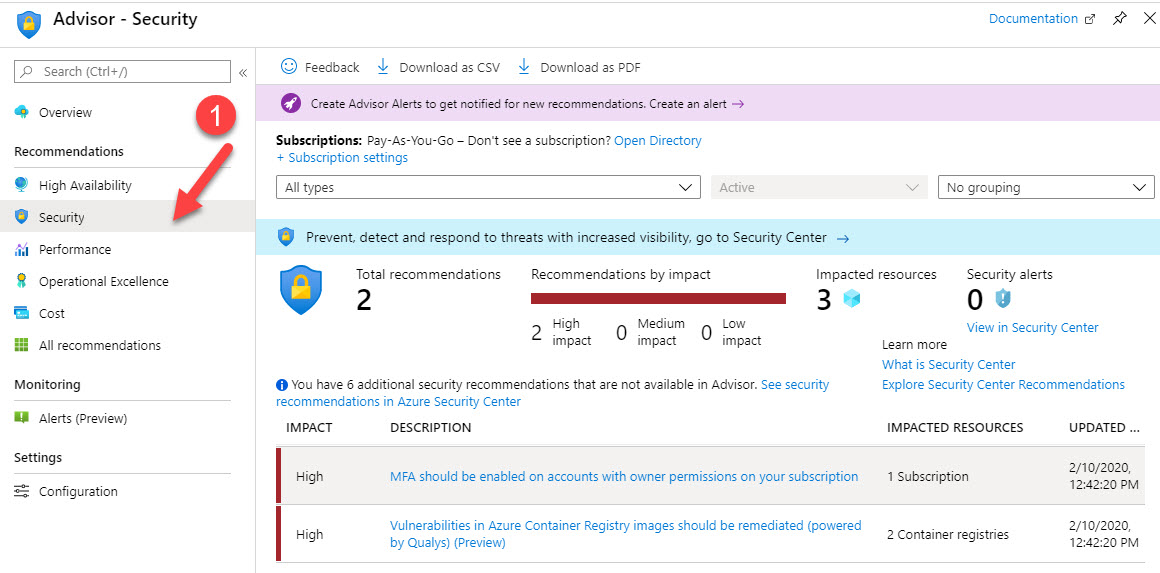 Advisor - Security
Documentation
Search (Ctrl+/)
«
Overview
1
Recommendations
High Availability
Security
Performance
Operational Excellence
Cost
All recommendations
Monitoring
Alerts (Preview)
Settings
Configuration
Feedback
Download as CSV
Download as PDF
Create Advisor Alerts to get notified for new recommendations. Create an alert →
Subscriptions: Pay-As-You-Go – Don't see a subscription? Open Directory
+ Subscription settings
All types
Active
No grouping
Prevent, detect and respond to threats with increased visibility, go to Security Center →
Total recommendations
2
Recommendations by impact
2 High impact
0 Medium impact
0 Low impact
Impacted resources
3
Security alerts
0
View in Security Center
Learn more
What is Security Center
Explore Security Center Recommendations
You have 6 additional security recommendations that are not available in Advisor. See security
recommendations in Azure Security Center
IMPACT DESCRIPTION IMPACTED RESOURCES UPDATED ...
High MFA should be enabled on accounts with owner permissions on your subscription 1 Subscription 2/10/2020, 12:42:20 PM
High Vulnerabilities in Azure Container Registry images should be remediated (powered by Qualys) (Preview) 2 Container registries 2/10/2020, 12:42:20 PM